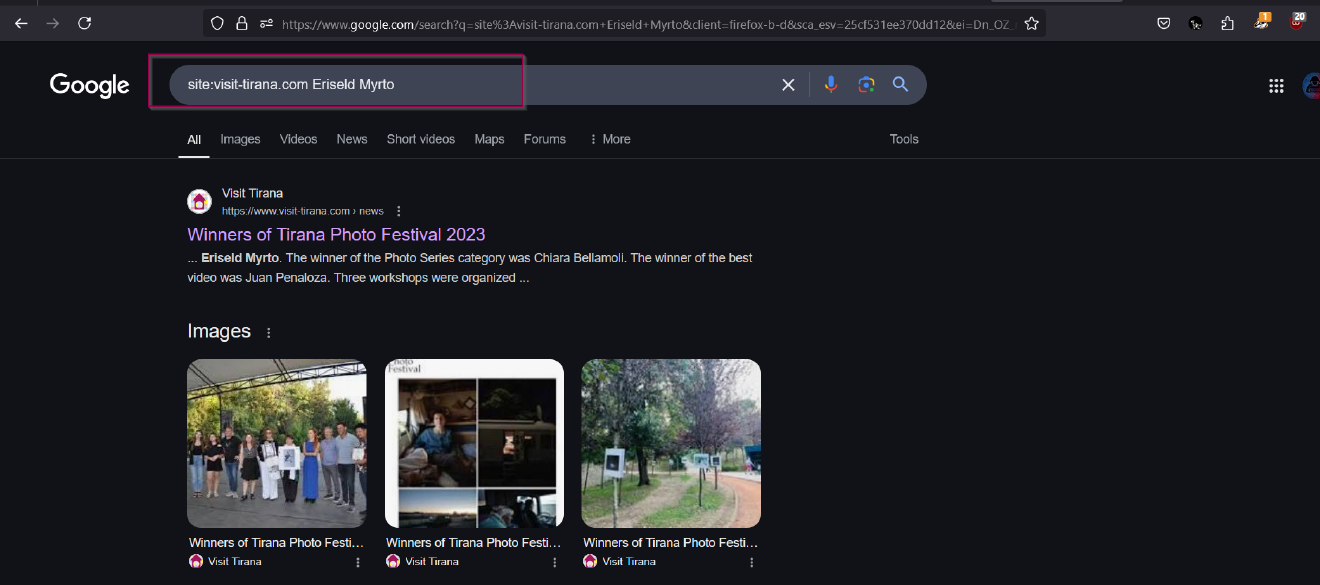 https://www.google.com/search?q=site%3Avisit-tirana.com+Eriseld+Myrto&client=firefox-b-d&sca_esv=25cf531ee370dd12&ei=Dn_OZ_
1
20
Google
site:visit-tirana.com Eriseld Myrto
All Images Videos News Short videos Maps Forums More Tools
Visit Tirana
https://www.visit-tirana.com › news
Winners of Tirana Photo Festival 2023
... Eriseld Myrto. The winner of the Photo Series category was Chiara Bellamoli. The winner of the best
video was Juan Penaloza. Three workshops were organized ...
Images
Photo
Festival
Winners of Tirana Photo Festi... Winners of Tirana Photo Festi... Winners of Tirana Photo Festi...
Visit Tirana Visit Tirana Visit Tirana